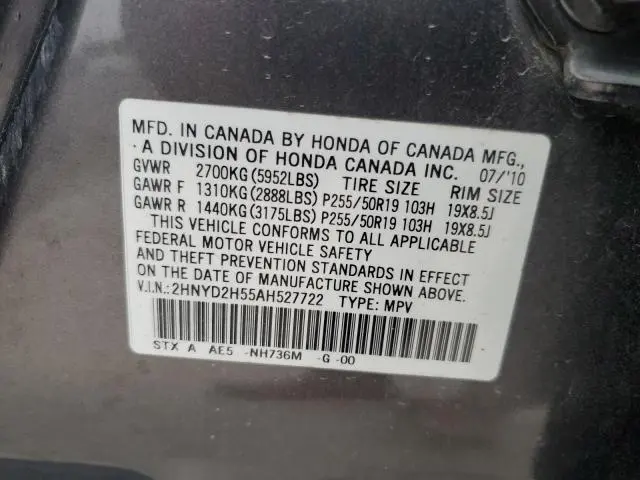 MFD. IN CANADA BY HONDA OF CANADA MFG.,
A DIVISION OF HONDA CANADA INC. 07/'10
GVWR 2700KG(5952LBS) TIRE SIZE RIM SIZE
GAWR F 1310KG(2888LBS) P255/50R19 103H 19X8.5J
GAWR R 1440KG(3175LBS) P255/50R19 103H 19X8.5J
THIS VEHICLE CONFORMS TO ALL APPLICABLE
FEDERAL MOTOR VEHICLE SAFETY
AND THEFT PREVENTION STANDARDS IN EFFECT
ON THE DATE OF MANUFACTURE SHOWN ABOVE.
V.I.N.:2HNYD2H55AH527722 TYPE: MPV
STX A AE5 -NH736M -G -00